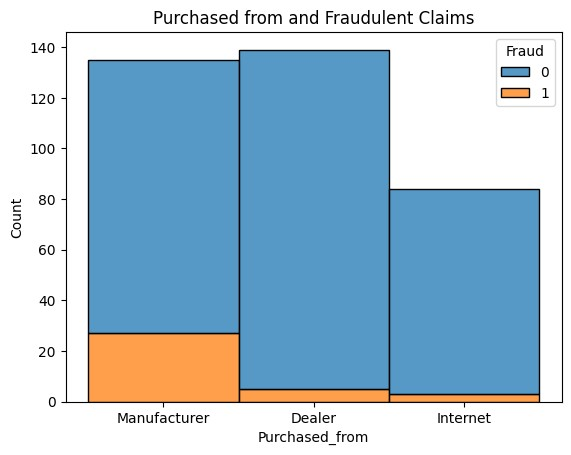 Purchased from and Fraudulent Claims
Fraud
0
1
140
120
100
80
60
40
20
0
Count
Manufacturer
Dealer
Internet
Purchased_from